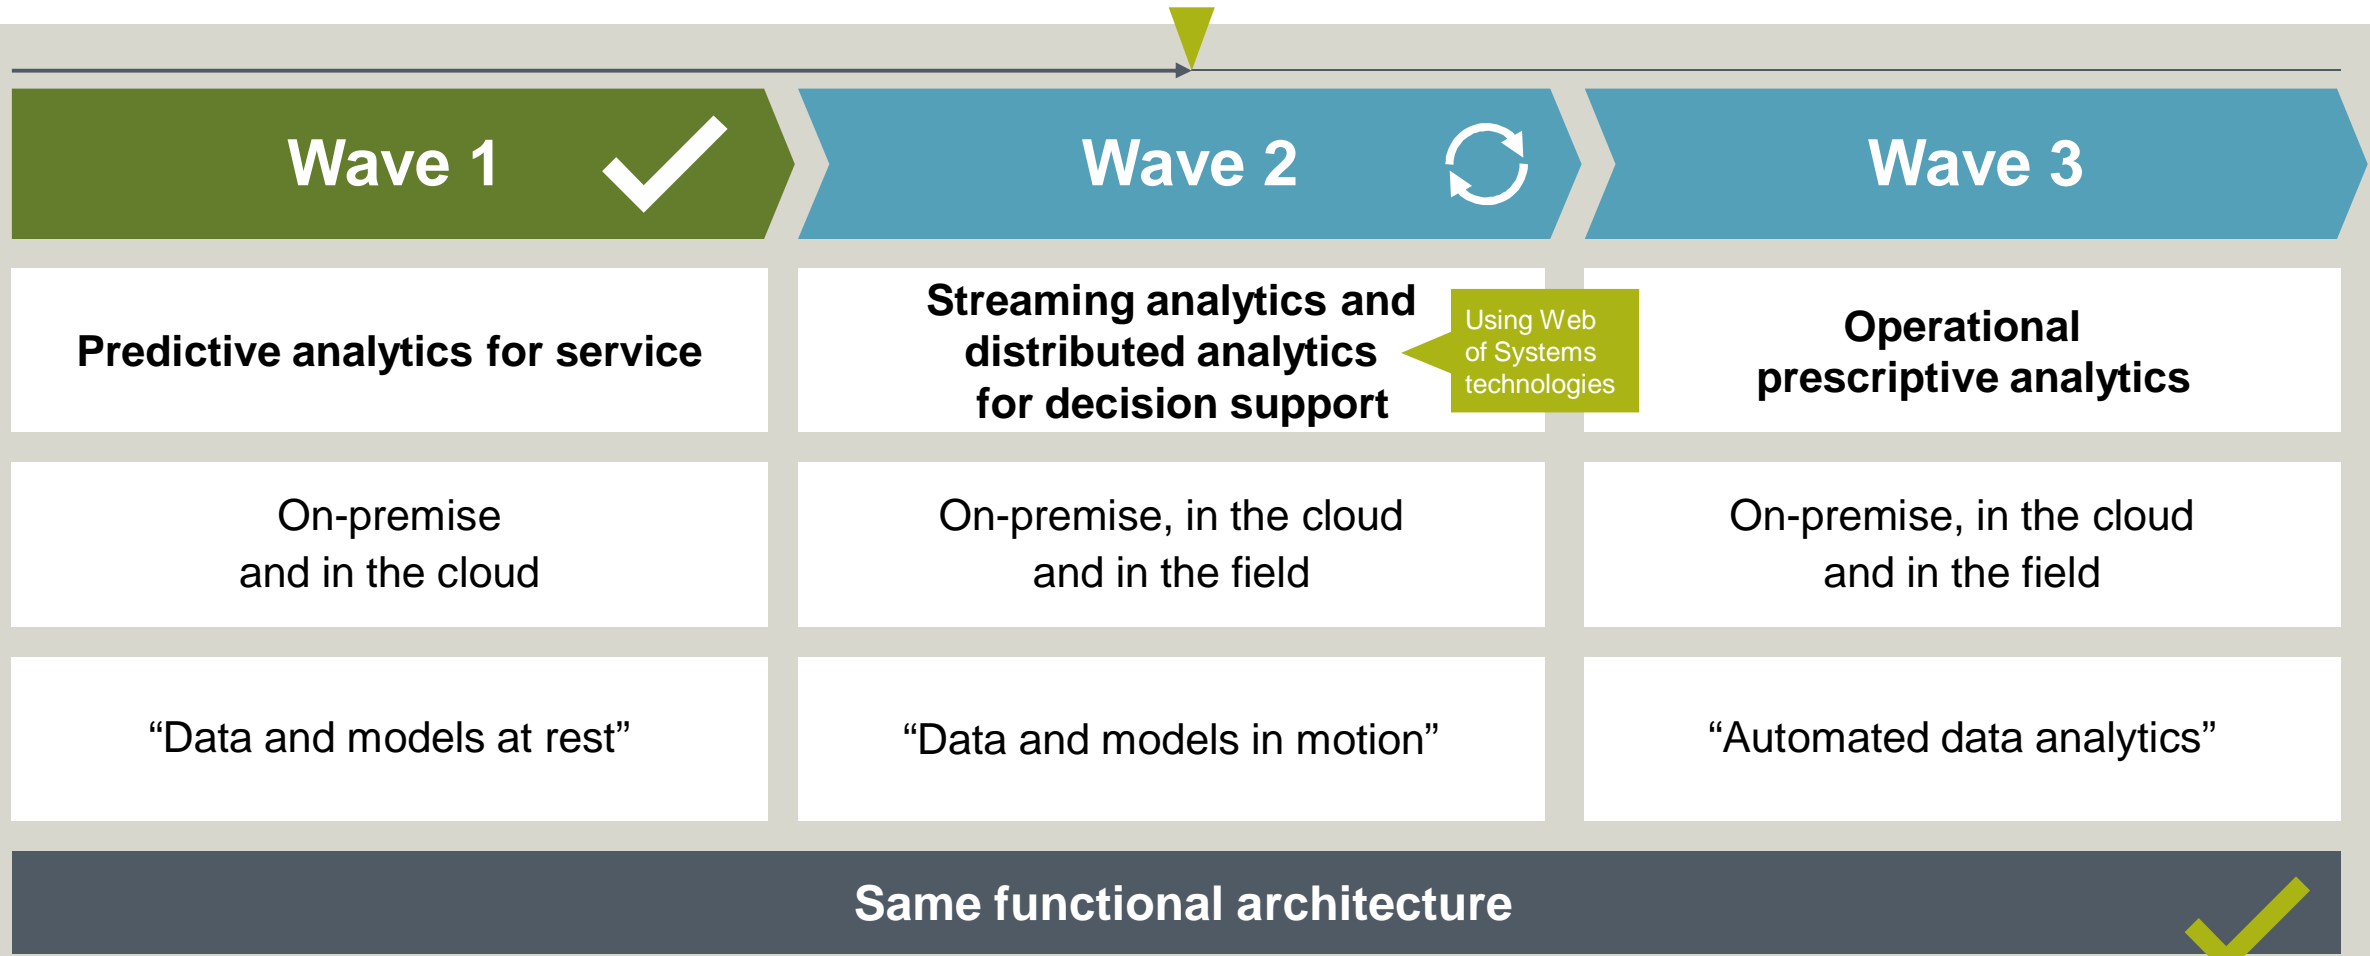 Wave 1
Wave 2
Wave 3
Predictive analytics for service
Streaming analytics and
distributed analytics
for decision support
Using Web
of Systems
technologies
Operational
prescriptive analytics
On-premise
and in the cloud
On-premise, in the cloud
and in the field
On-premise, in the cloud
and in the field
“Data and models at rest”
“Data and models in motion”
“Automated data analytics”
Same functional architecture